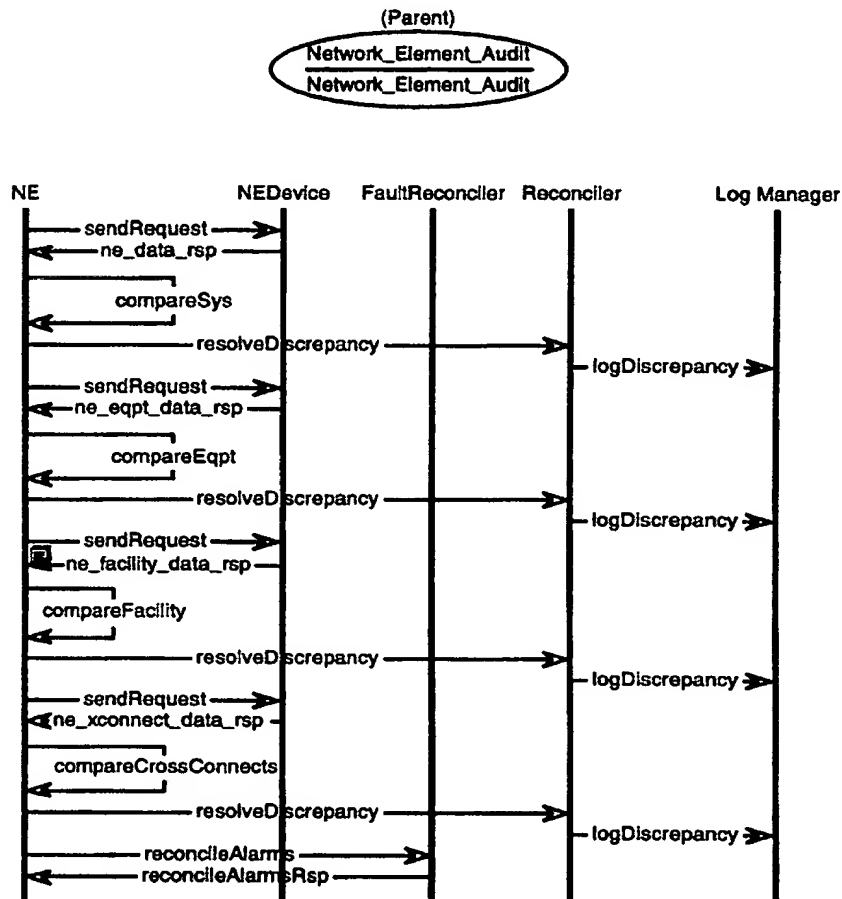 (Parent)
Network_Element_Audit
Network_Element_Audit
NE NEDevice FaultReconciler Reconciler Log Manager
sendRequest
ne_data_rsp
compareSys
resolveDiscrepancy
logDiscrepancy
sendRequest
ne_eqpt_data_rsp
compareEqpt
resolveDiscrepancy
logDiscrepancy
sendRequest
ne_facility_data_rsp
compareFacility
resolveDiscrepancy
logDiscrepancy
sendRequest
ne_xconnect_data_rsp
compareCrossConnects
resolveDiscrepancy
logDiscrepancy
reconcileAlarms
reconcileAlarmsRsp